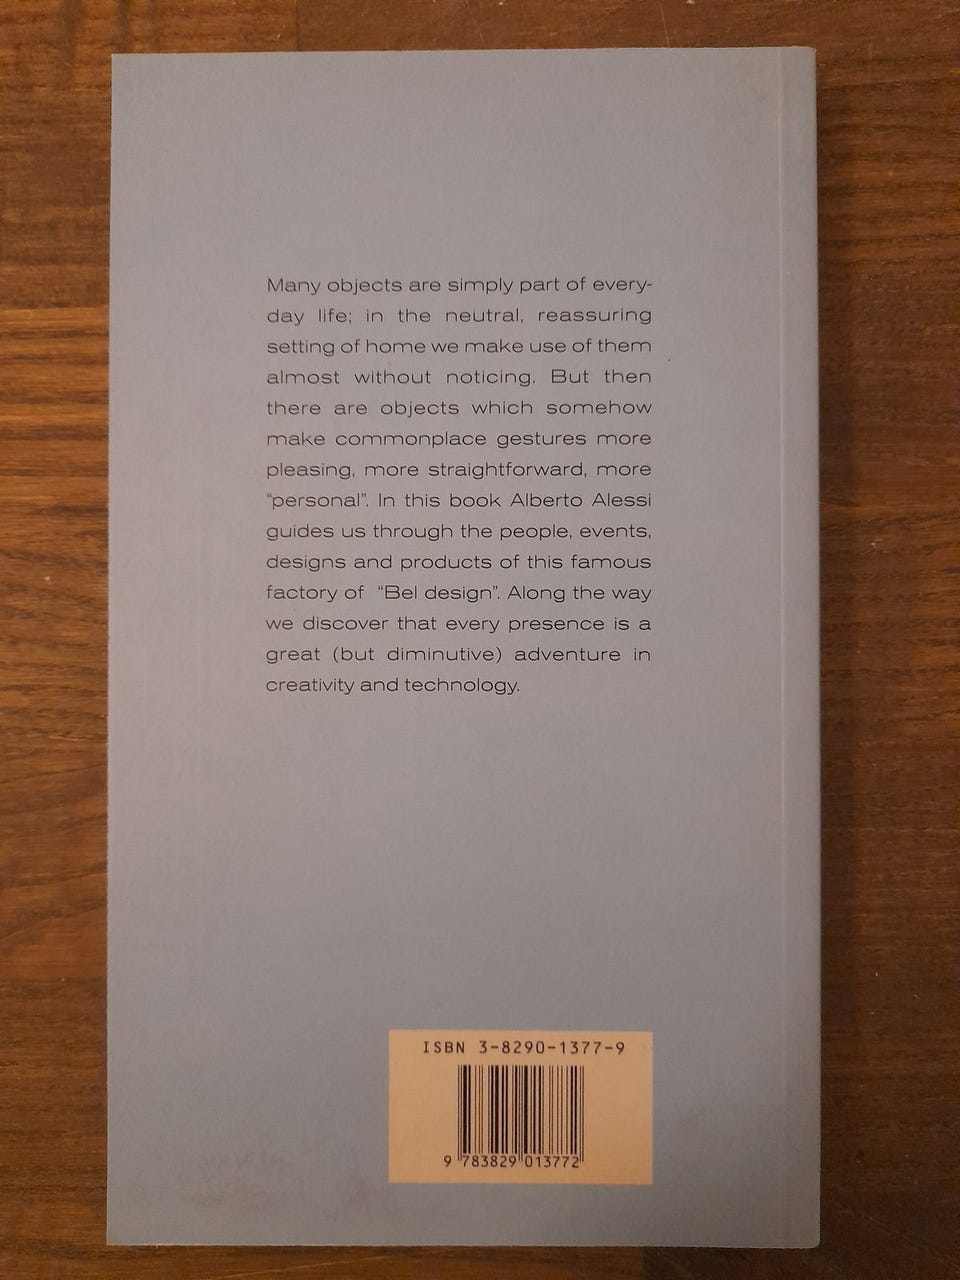 Many objects are simply part of every-
day life; in the neutral, reassuring
setting of home we make use of them
almost without noticing. But then
there are objects which somehow
make commonplace gestures more
pleasing, more straightforward, more
“personal”. In this book Alberto Alessi
guides us through the people, events,
designs and products of this famous
factory of “Bel design”. Along the way
we discover that every presence is a
great (but diminutive) adventure in
creativity and technology.
ISBN 3-8290-1377-9
9 783829 013772